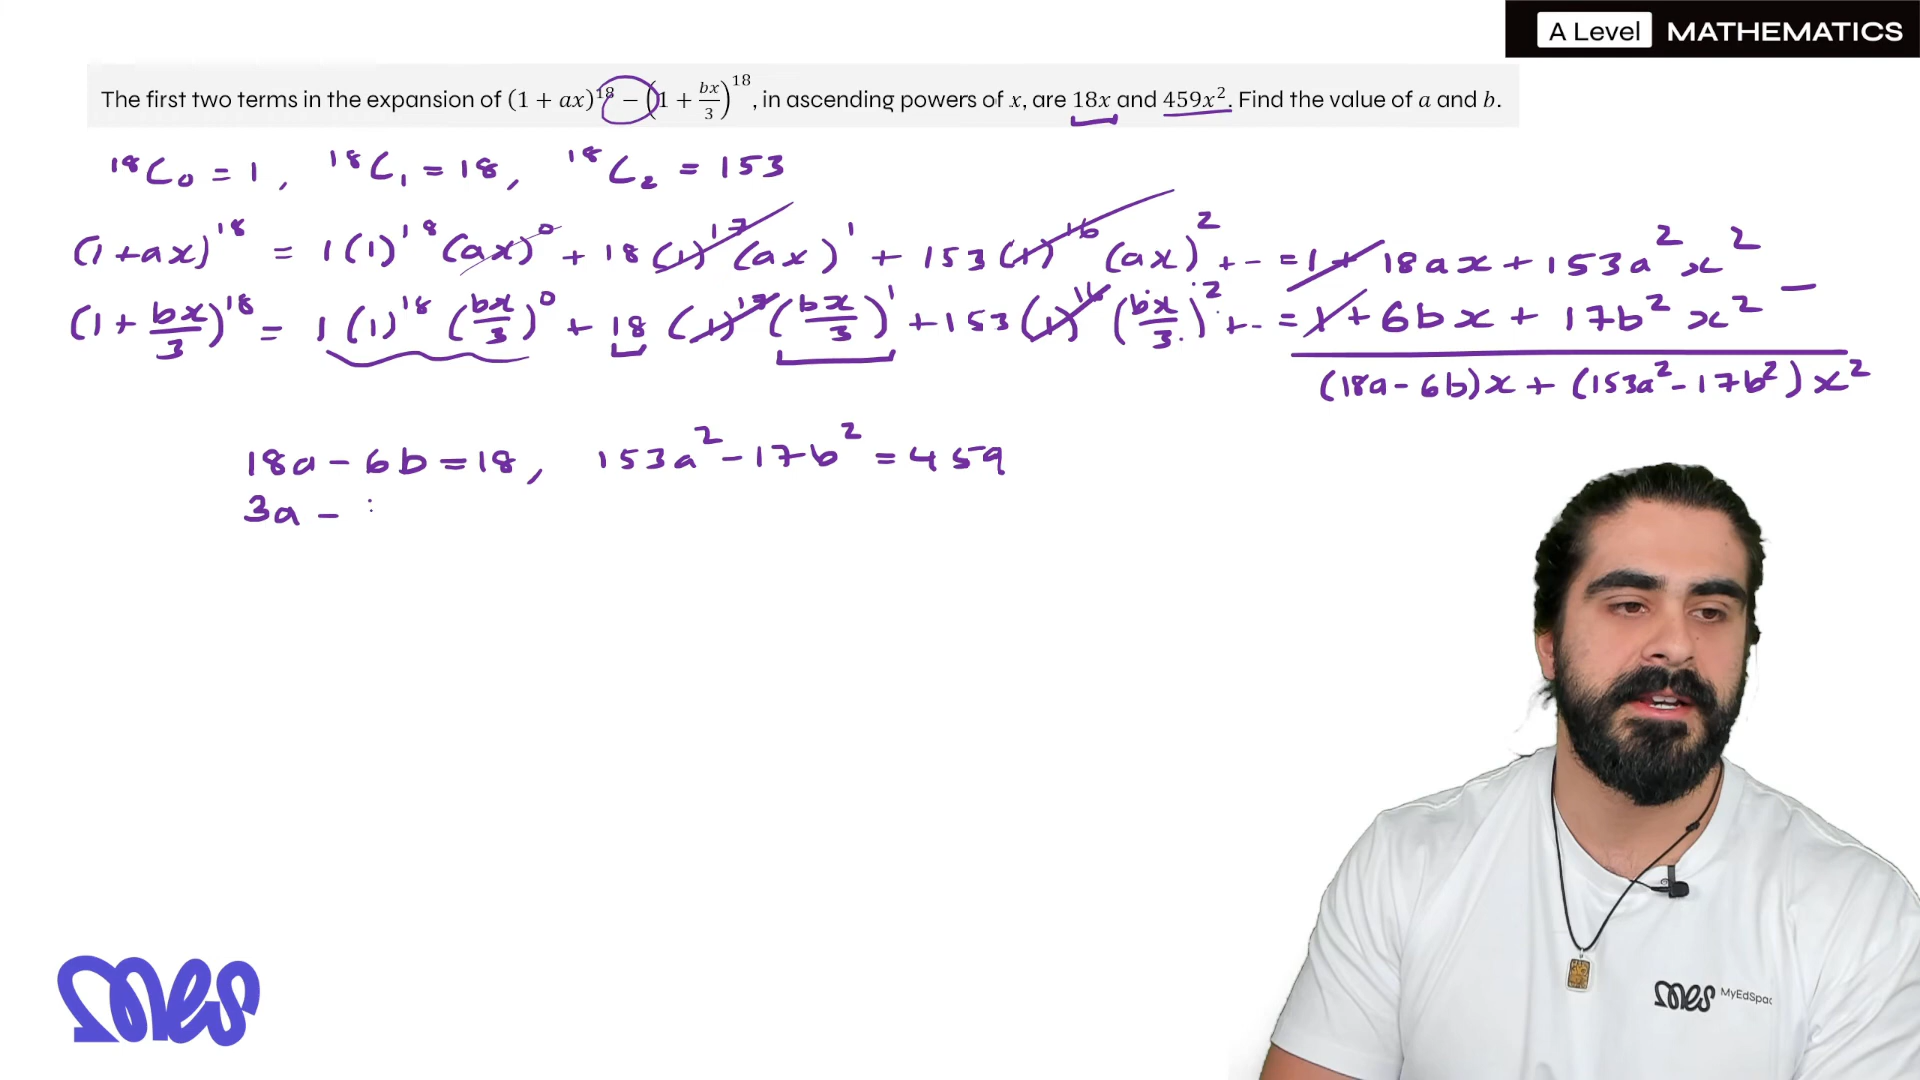 A Level MATHEMATICS
The first two terms in the expansion of (1 + ax)¹⁸ − (1 + bx/3)¹⁸, in ascending powers of x, are 18x and 459x². Find the value of a and b.
¹⁸C₀ = 1, ¹⁸C₁ = 18, ¹⁸C₂ = 153
(1+ax)¹⁸ = 1(1)¹⁸(ax)⁰ + 18(1)¹⁷(ax)¹ + 153(1)¹⁶(ax)² + -- = 1 + 18ax + 153a²x² −
(1 + bx/3)¹⁸ = 1(1)¹⁸(bx/3)⁰ + 18(1)¹⁷(bx/3)¹ + 153(1)¹⁶(bx/3)² + -- = 1 + 6bx + 17b²x²
(18a − 6b)x + (153a² − 17b²)x²
18a − 6b = 18, 153a² − 17b² = 459
3a −
mes
mes MyEdSpac